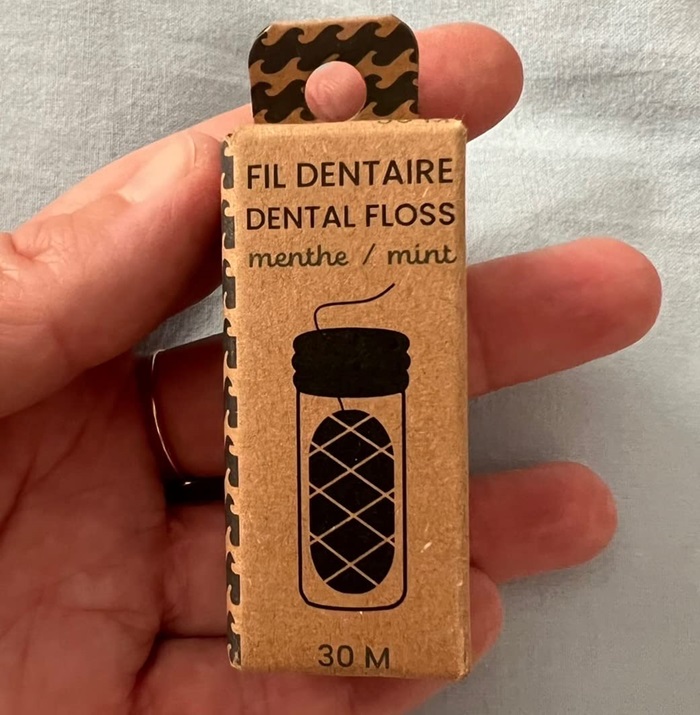 FIL DENTAIRE
DENTAL FLOSS
menthe / mint
30 M